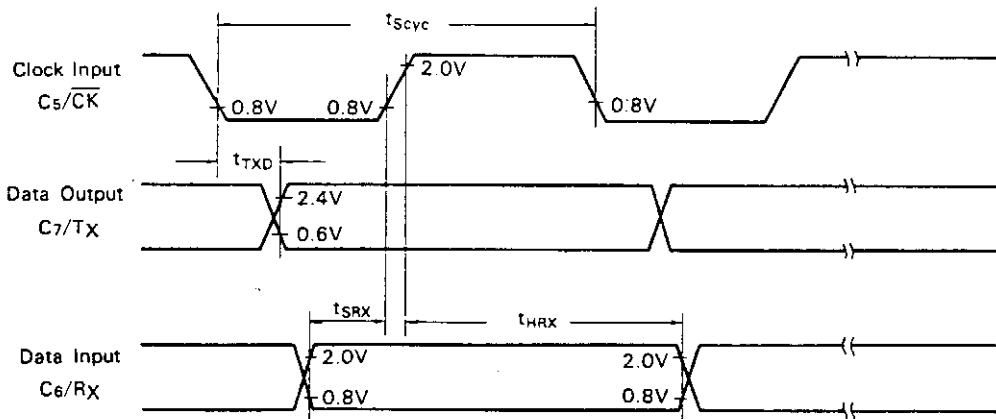 tScyc
Clock Input
C5/CK
0.8V
0.8V
2.0V
0.8V
tTXD
Data Output
C7/TX
2.4V
0.6V
tSRX
tHRX
Data Input
C6/RX
2.0V
0.8V
2.0V
0.8V